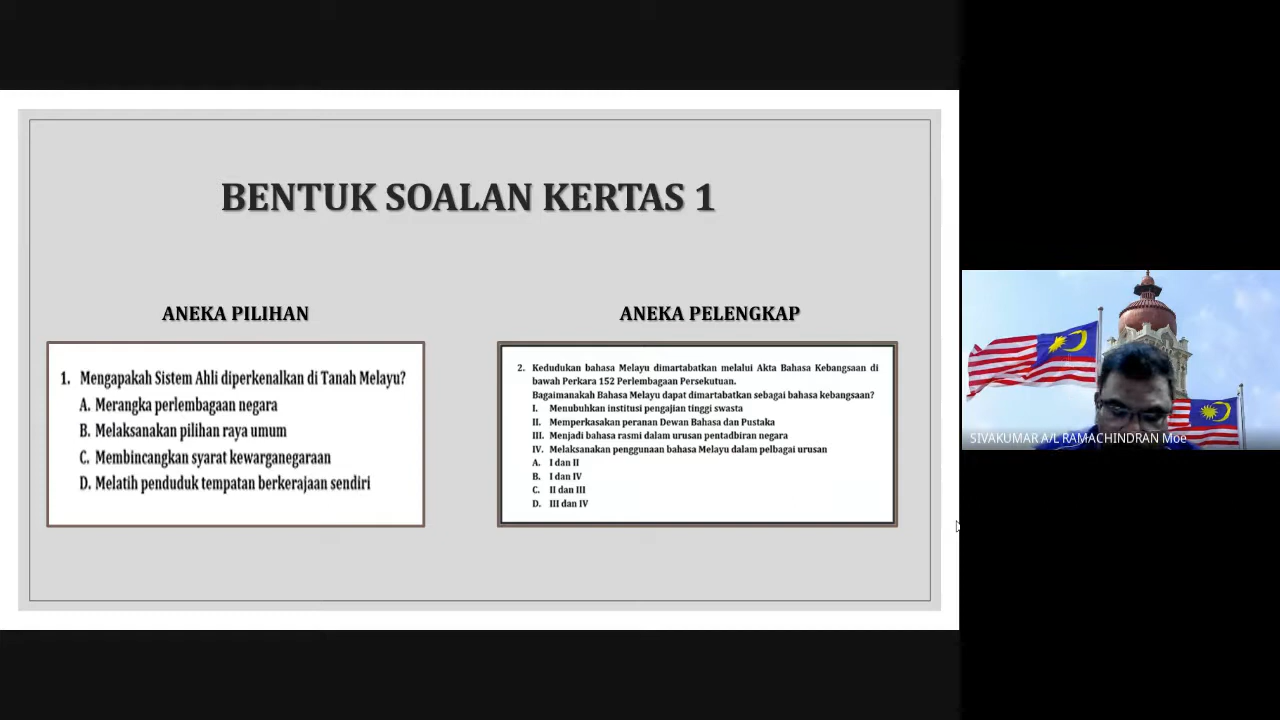 BENTUK SOALAN KERTAS 1
ANEKA PILIHAN
1. Mengapakah Sistem Ahli diperkenalkan di Tanah Melayu?
A. Merangka perlembagaan negara
B. Melaksanakan pilihan raya umum
C. Membincangkan syarat kewarganegaraan
D. Melatih penduduk tempatan berkerajaan sendiri
ANEKA PELENGKAP
2. Kedudukan bahasa Melayu dimartabatkan melalui Akta Bahasa Kebangsaan di
bawah Perkara 152 Perlembagaan Persekutuan.
Bagaimanakah Bahasa Melayu dapat dimartabatkan sebagai bahasa kebangsaan?
I. Menubuhkan institusi pengajian tinggi swasta
II. Memperkasakan peranan Dewan Bahasa dan Pustaka
III. Menjadi bahasa rasmi dalam urusan pentadbiran negara
IV. Melaksanakan penggunaan bahasa Melayu dalam pelbagai urusan
A. I dan II
B. I dan IV
C. II dan III
D. III dan IV
SIVAKUMAR A/L RAMACHINDRAN Moe